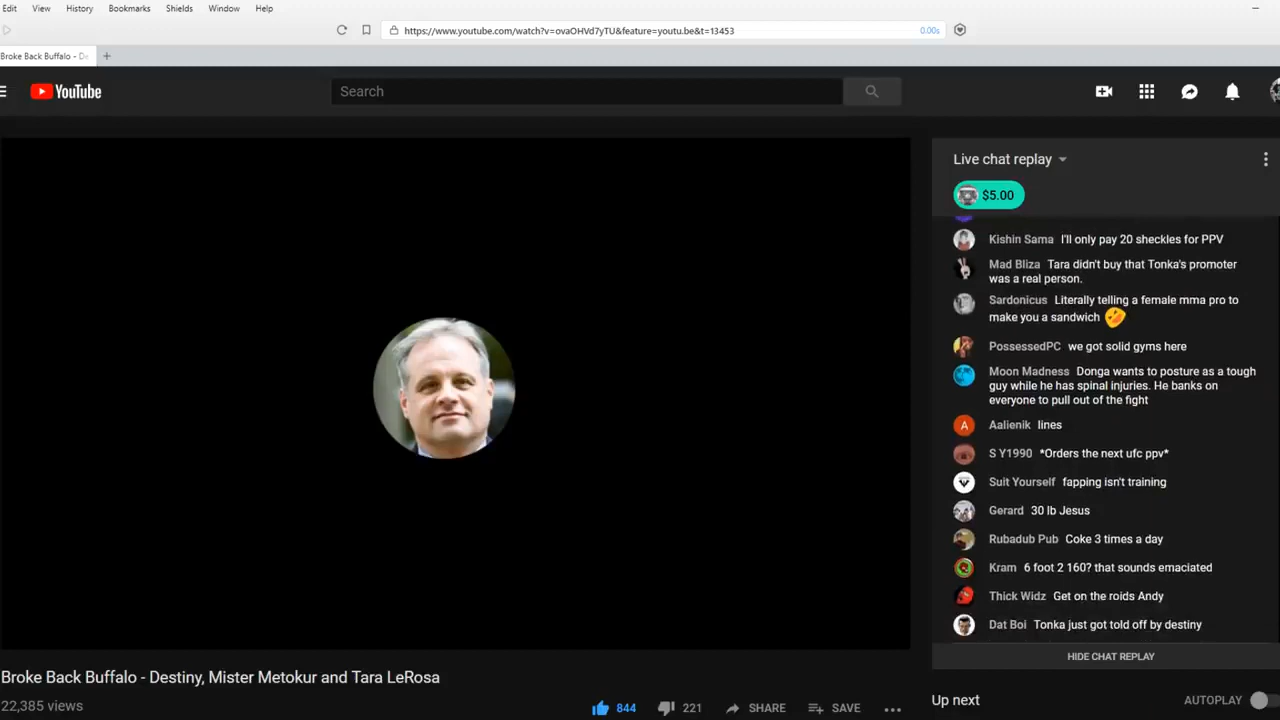 Edit View History Bookmarks Shields Window Help
https://www.youtube.com/watch?v=ovaOHVd7yTU&feature=youtu.be&t=13453 0.00s
Broke Back Buffalo - De
YouTube
Search
Live chat replay
$5.00
Kishin Sama I'll only pay 20 sheckles for PPV
Mad Bliza Tara didn't buy that Tonka's promoter
was a real person.
Sardonicus Literally telling a female mma pro to
make you a sandwich 🤣
PossessedPC we got solid gyms here
Moon Madness Donga wants to posture as a tough
guy while he has spinal injuries. He banks on
everyone to pull out of the fight
A Aalienik lines
S Y1990 *Orders the next ufc ppv*
Suit Yourself fapping isn't training
Gerard 30 lb Jesus
Rubadub Pub Coke 3 times a day
Kram 6 foot 2 160? that sounds emaciated
Thick Widz Get on the roids Andy
Dat Boi Tonka just got told off by destiny
HIDE CHAT REPLAY
Broke Back Buffalo - Destiny, Mister Metokur and Tara LeRosa
22,385 views
844 221 SHARE SAVE
Up next AUTOPLAY